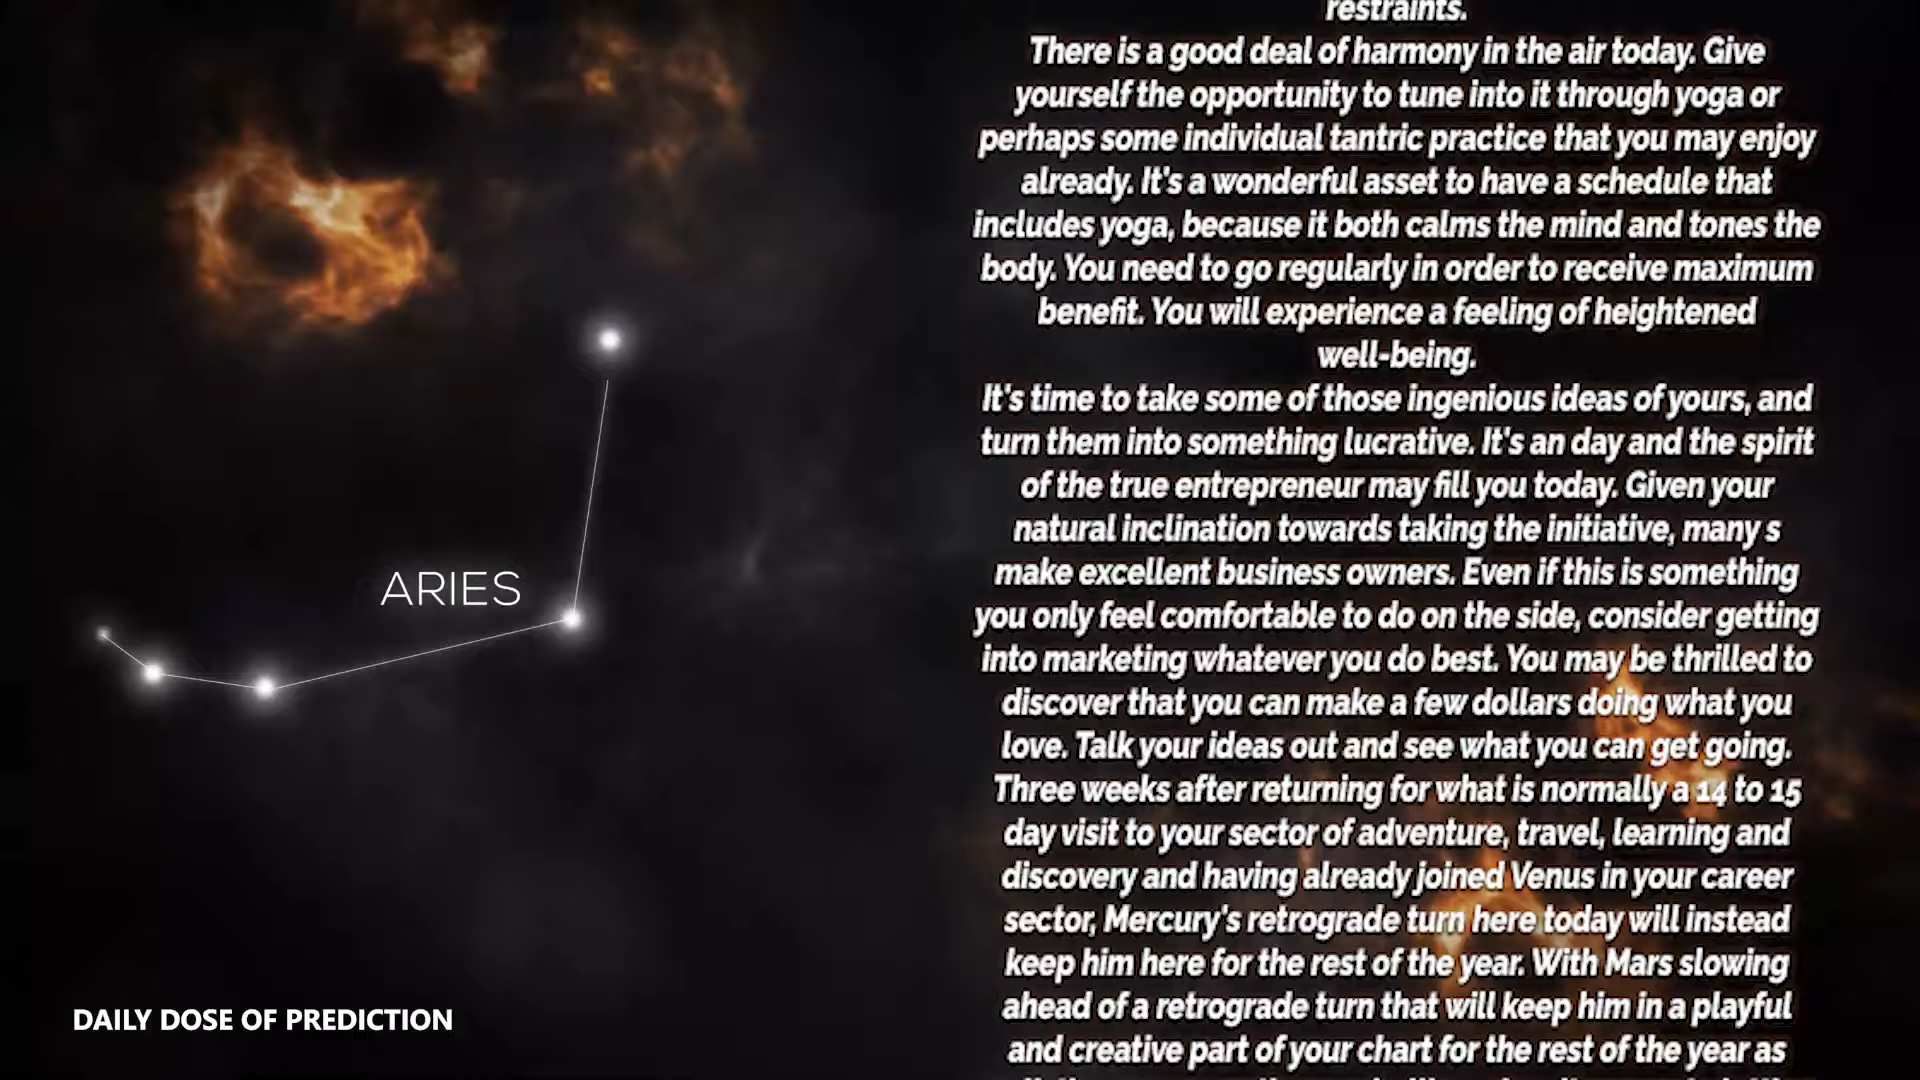 restraints.
There is a good deal of harmony in the air today. Give
yourself the opportunity to tune into it through yoga or
perhaps some individual tantric practice that you may enjoy
already. It's a wonderful asset to have a schedule that
includes yoga, because it both calms the mind and tones the
body. You need to go regularly in order to receive maximum
benefit. You will experience a feeling of heightened
well-being.
It's time to take some of those ingenious ideas of yours, and
turn them into something lucrative. It's an day and the spirit
of the true entrepreneur may fill you today. Given your
natural inclination towards taking the initiative, many s
make excellent business owners. Even if this is something
you only feel comfortable to do on the side, consider getting
into marketing whatever you do best. You may be thrilled to
discover that you can make a few dollars doing what you
love. Talk your ideas out and see what you can get going.
Three weeks after returning for what is normally a 14 to 15
day visit to your sector of adventure, travel, learning and
discovery and having already joined Venus in your career
sector, Mercury's retrograde turn here today will instead
keep him here for the rest of the year. With Mars slowing
ahead of a retrograde turn that will keep him in a playful
and creative part of your chart for the rest of the year as
ARIES
DAILY DOSE OF PREDICTION